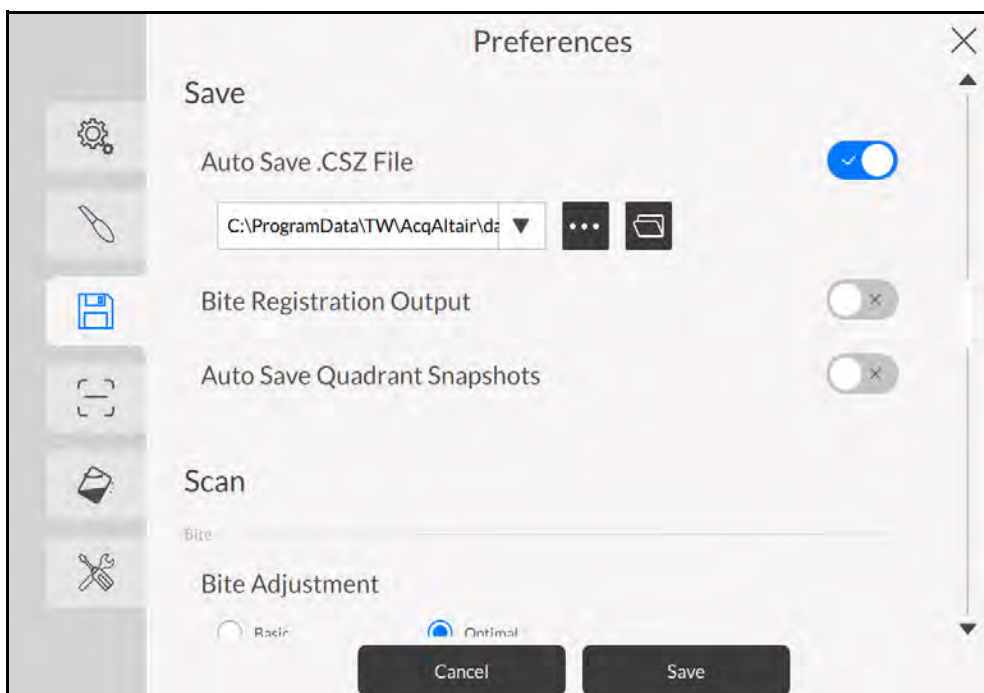 Preferences
Save
Auto Save .CSZ File
C:\ProgramData\TW\AcqAltair\da
Bite Registration Output
Auto Save Quadrant Snapshots
Scan
Bite
Bite Adjustment
Basic Optimal
Cancel Save